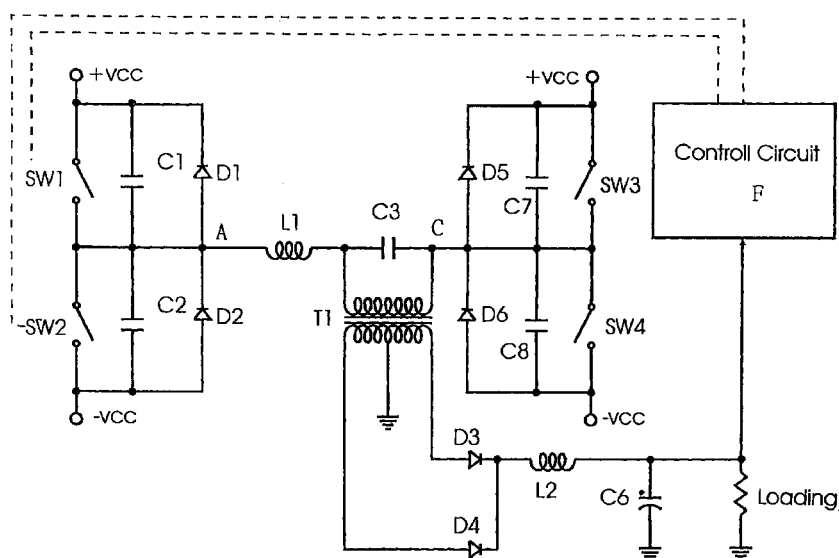 +VCC
+VCC
C1
D1
D5
C7
SW1
SW3
Controll Circuit
F
A
L1
C3
C
-SW2
C2
D2
T1
D6
C8
SW4
-VCC
-VCC
D3
L2
C6
Loading
D4